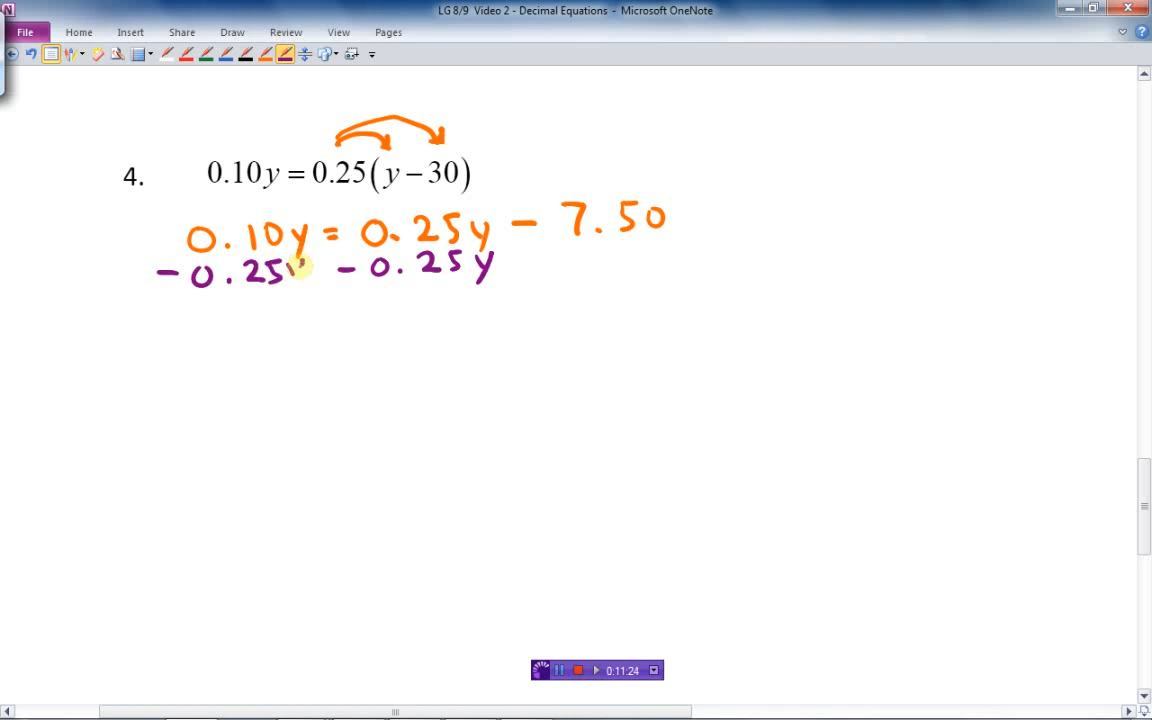 LG 8/9 Video 2 - Decimal Equations - Microsoft OneNote
File Home Insert Share Draw Review View Pages
4. 0.10y = 0.25(y − 30)
0.10y = 0.25y - 7.50
- 0.25y - 0.25y
0:11:24